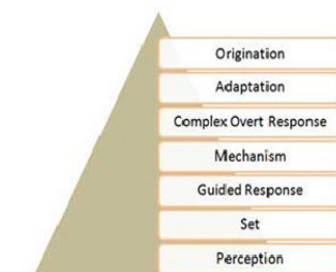 Origination
Adaptation
Complex Overt Response
Mechanism
Guided Response
Set
Perception